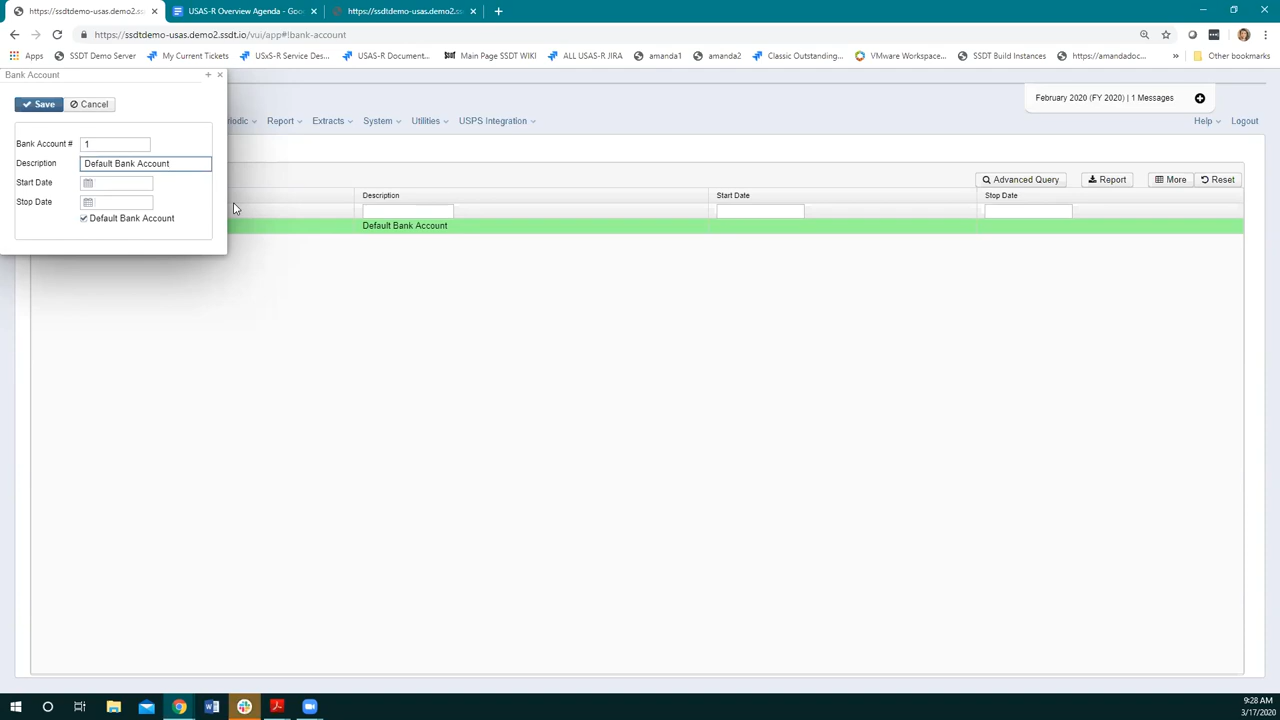 https://ssdtdemo-usas.demo2.ss
USAS-R Overview Agenda - Goo
https://ssdtdemo-usas.demo2.ss
https://ssdtdemo-usas.demo2.ssdt.io/vui/app#!bank-account
Apps SSDT Demo Server My Current Tickets USxS-R Service Des... USAS-R Document... Main Page SSDT WIKI ALL USAS-R JIRA amanda1 amanda2 Classic Outstanding... VMware Workspace... SSDT Build Instances https://amandadoc... » Other bookmarks
Bank Account
February 2020 (FY 2020) | 1 Messages
Save Cancel
riodic Report Extracts System Utilities USPS Integration Help Logout
Bank Account # 1
Description Default Bank Account
Start Date
Stop Date
Default Bank Account
Advanced Query Report More Reset
Description Start Date Stop Date
Default Bank Account
9:28 AM
3/17/2020